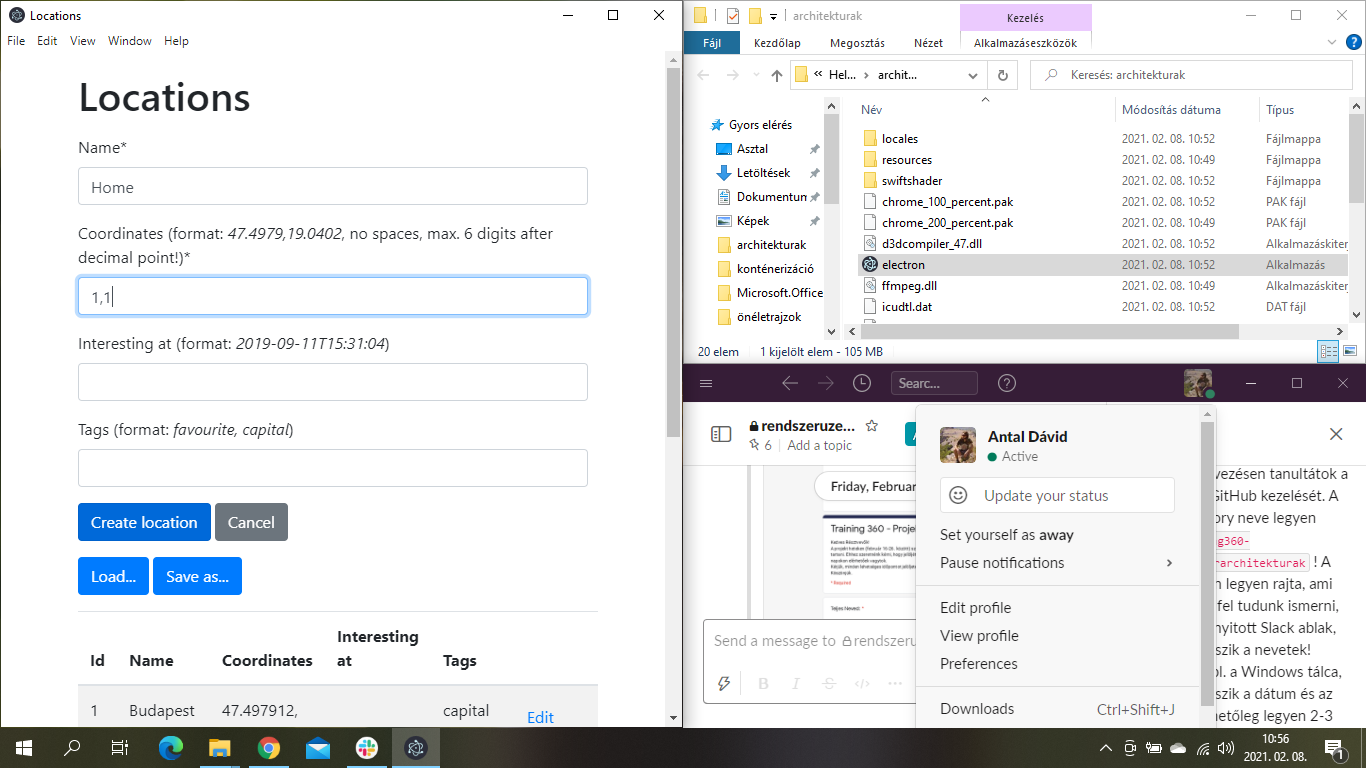 Locations
File Edit View Window Help
Locations
Name*
Home
Coordinates (format: 47.4979,19.0402, no spaces, max. 6 digits after
decimal point!)*
1,1
Interesting at (format: 2019-09-11T15:31:04)
Tags (format: favourite, capital)
Create location Cancel
Load... Save as...
Id Name Coordinates Interesting at Tags
1 Budapest 47.497912, capital Edit
architekturak
Kezelés
Fájl Kezdőlap Megosztás Nézet Alkalmazáseszközök
« Hel... › archit...
Keresés: architekturak
Gyors elérés
Asztal
Letöltések
Dokumentum
Képek
architekturak
konténerizáció
Microsoft.Office
önéletrajzok
Név Módosítás dátuma Típus
locales 2021. 02. 08. 10:52 Fájlmappa
resources 2021. 02. 08. 10:49 Fájlmappa
swiftshader 2021. 02. 08. 10:52 Fájlmappa
chrome_100_percent.pak 2021. 02. 08. 10:52 PAK fájl
chrome_200_percent.pak 2021. 02. 08. 10:49 PAK fájl
d3dcompiler_47.dll 2021. 02. 08. 10:52 Alkalmazáskiter
electron 2021. 02. 08. 10:52 Alkalmazás
ffmpeg.dll 2021. 02. 08. 10:49 Alkalmazáskiter
icudtl.dat 2021. 02. 08. 10:52 DAT fájl
20 elem 1 kijelölt elem - 105 MB
Searc...
rendszeruze...
6 Add a topic
Friday, Februar
Training 360 - Projek
Kedves Résztvevők!
* Required
Teljes Neved: *
Send a message to rendszeru
Antal Dávid
Active
Update your status
Set yourself as away
Pause notifications
Edit profile
View profile
Preferences
Downloads Ctrl+Shift+J
vezésen tanultátok a
GitHub kezelését. A
ory neve legyen
ng360-
rarchitekturak ! A
n legyen rajta, ami
fel tudunk ismerni,
nyitott Slack ablak,
szik a nevetek!
ol. a Windows tálca,
szik a dátum és az
hetőleg legyen 2-3
10:56
2021. 02. 08.
1